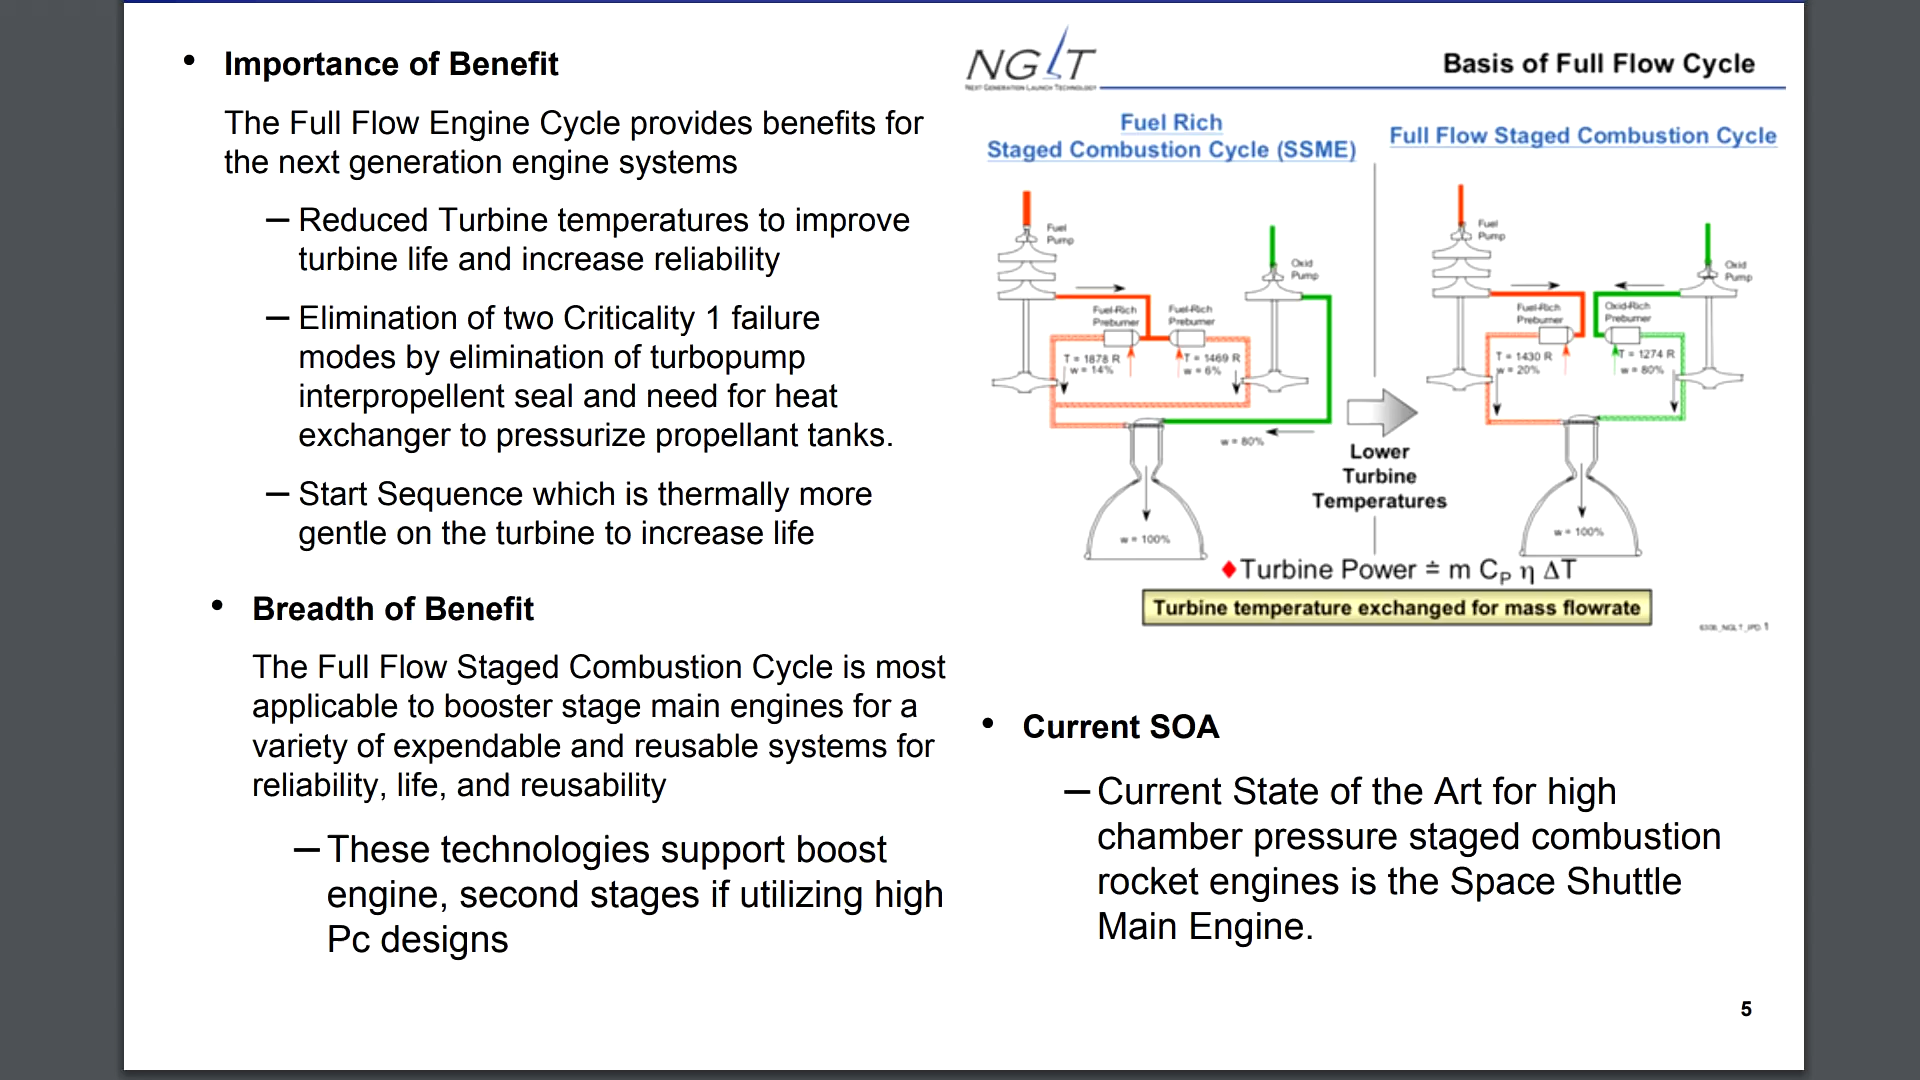 • Importance of Benefit
The Full Flow Engine Cycle provides benefits for
the next generation engine systems
– Reduced Turbine temperatures to improve
turbine life and increase reliability
– Elimination of two Criticality 1 failure
modes by elimination of turbopump
interpropellent seal and need for heat
exchanger to pressurize propellant tanks.
– Start Sequence which is thermally more
gentle on the turbine to increase life
• Breadth of Benefit
The Full Flow Staged Combustion Cycle is most
applicable to booster stage main engines for a
variety of expendable and reusable systems for
reliability, life, and reusability
– These technologies support boost
engine, second stages if utilizing high
Pc designs
NGLT
Next Generation Launch Technology
Basis of Full Flow Cycle
Fuel Rich
Staged Combustion Cycle (SSME)
Fuel
Pump
Oxid
Pump
Fuel-Rich
Preburner
Fuel-Rich
Preburner
T = 1878 R
w = 14%
T = 1469 R
w = 6%
w = 80%
w = 100%
Lower
Turbine
Temperatures
Full Flow Staged Combustion Cycle
Fuel
Pump
Oxid
Pump
Fuel-Rich
Preburner
Oxid-Rich
Preburner
T = 1430 R
w = 20%
T = 1274 R
w = 80%
w = 100%
♦Turbine Power ≐ m CP η ΔT
Turbine temperature exchanged for mass flowrate
• Current SOA
– Current State of the Art for high
chamber pressure staged combustion
rocket engines is the Space Shuttle
Main Engine.
5